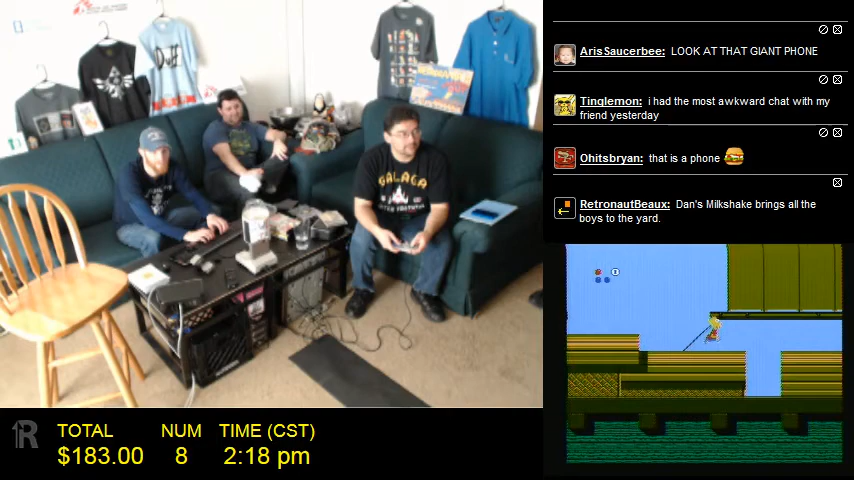 DUFF
GALAGA
ArisSaucerbee: LOOK AT THAT GIANT PHONE
Tinglemon: i had the most awkward chat with my
friend yesterday
Ohitsbryan: that is a phone
RetronautBeaux: Dan's Milkshake brings all the
boys to the yard.
R
TOTAL NUM TIME (CST)
$183.00 8 2:18 pm